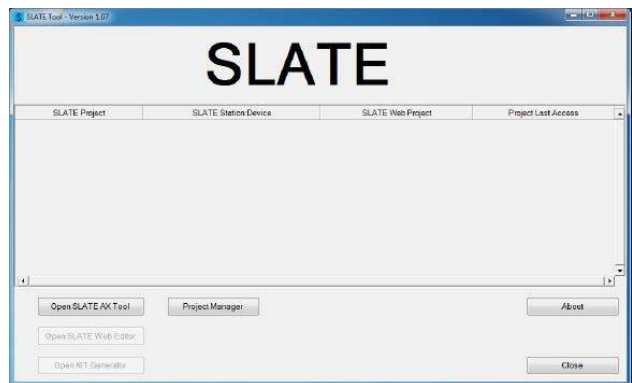 SLATE Tool - Version 1.07
SLATE
SLATE Project SLATE Station Device SLATE Web Project Project Last Access
Open SLATE AX Tool Project Manager About
Open SLATE Web Editor
Open KIT Generator Close